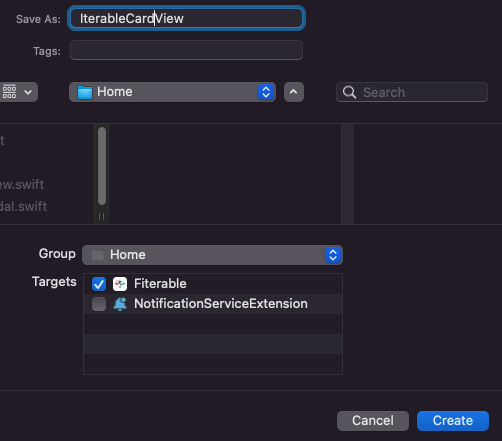 Save As: IterableCardView
Tags:
Home
Search
t
ew.swift
dal.swift
Group Home
Targets Fiterable
NotificationServiceExtension
Cancel Create